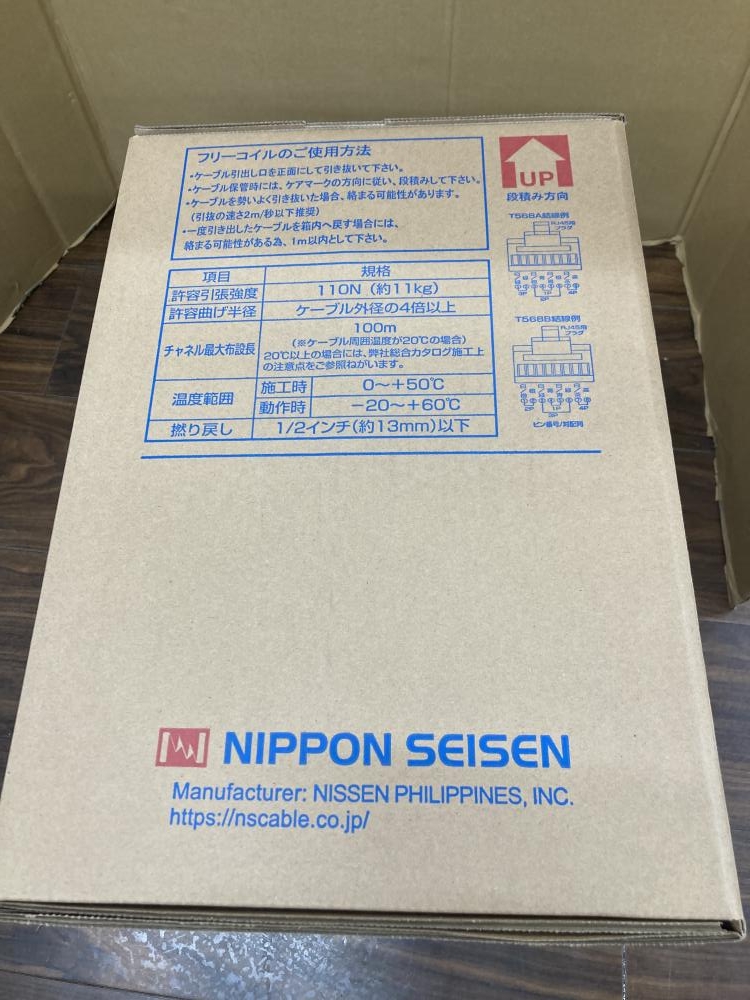 フリーコイルのご使用方法
・ケーブル引出し口を正面にして引き抜いて下さい。
・ケーブル保管時には、ケアマークの方向に従い、段積みして下さい。
・ケーブルを勢いよく引き抜いた場合、絡まる可能性があります。
(引抜の速さ2m/秒以下推奨)
・一度引き出したケーブルを箱内へ戻す場合には、
絡まる可能性がある為、1m以内として下さい。
UP
段積み方向
項目 規格
許容引張強度 110N (約11kg)
許容曲げ半径 ケーブル外径の4倍以上
チャネル最大布設長 100m
(※ケーブル周囲温度が20℃の場合)
20℃以上の場合には、弊社総合カタログ施工上
の注意点をご参照ねがいます。
温度範囲 施工時 0～+50℃
動作時 -20～+60℃
撚り戻し 1/2インチ(約13mm)以下
T568A結線例
RJ45用
プラグ
3P 1P 4P
2P
T568B結線例
RJ45用
プラグ
2P 1P 4P
3P
ピン番号/対配列
NIPPON SEISEN
Manufacturer: NISSEN PHILIPPINES, INC.
https://nscable.co.jp/